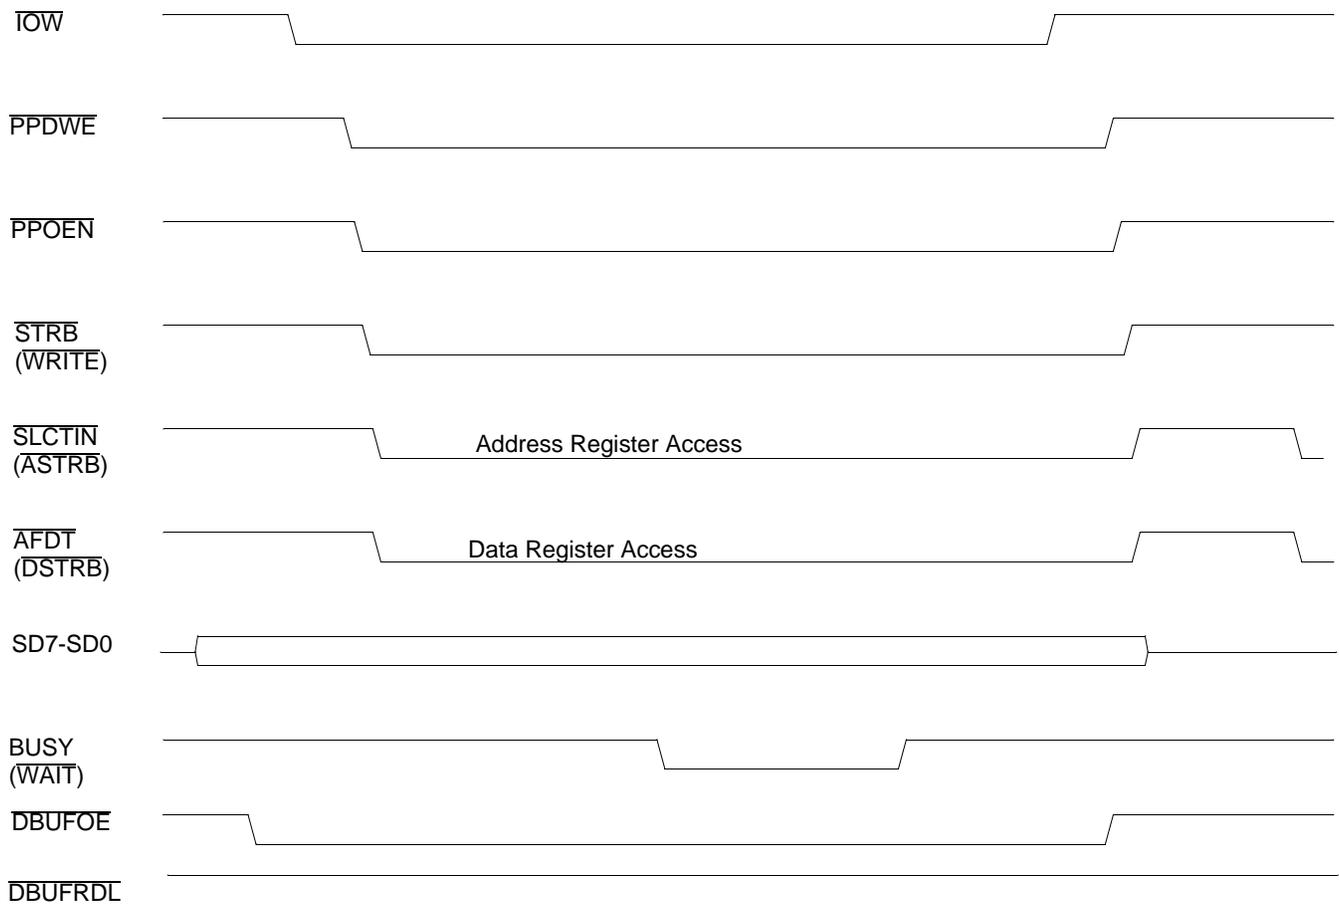 IOW
PPDWE
PPOEN
STRB
(WRITE)
SLCTIN
(ASTRB)
Address Register Access
AFDT
(DSTRB)
Data Register Access
SD7-SD0
BUSY
(WAIT)
DBUFOE
DBUFRDL